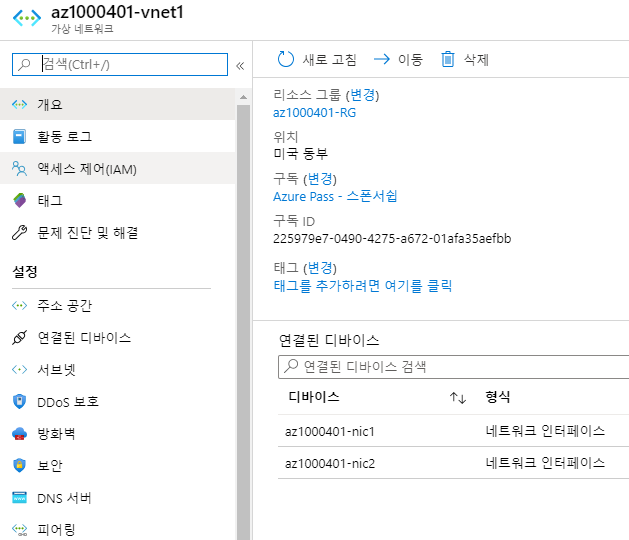 az1000401-vnet1
가상 네트워크
검색(Ctrl+/)
«
개요
활동 로그
액세스 제어(IAM)
태그
문제 진단 및 해결
설정
주소 공간
연결된 디바이스
서브넷
DDoS 보호
방화벽
보안
DNS 서버
피어링
새로 고침 이동 삭제
리소스 그룹 (변경)
az1000401-RG
위치
미국 동부
구독 (변경)
Azure Pass - 스폰서쉽
구독 ID
225979e7-0490-4275-a672-01afa35aefbb
태그 (변경)
태그를 추가하려면 여기를 클릭
연결된 디바이스
연결된 디바이스 검색
디바이스 형식
az1000401-nic1 네트워크 인터페이스
az1000401-nic2 네트워크 인터페이스